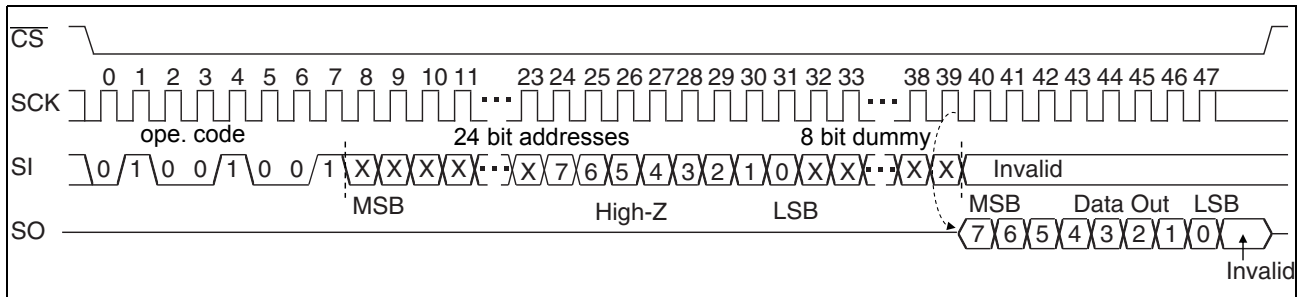 CS
0 1 2 3 4 5 6 7 8 9 10 11 23 24 25 26 27 28 29 30 31 32 33 38 39 40 41 42 43 44 45 46 47
SCK
ope. code 24 bit addresses 8 bit dummy
SI 0 1 0 0 1 0 0 1 X X X X X 7 6 5 4 3 2 1 0 X X X X Invalid
MSB High-Z LSB MSB Data Out LSB
SO 7 6 5 4 3 2 1 0
Invalid